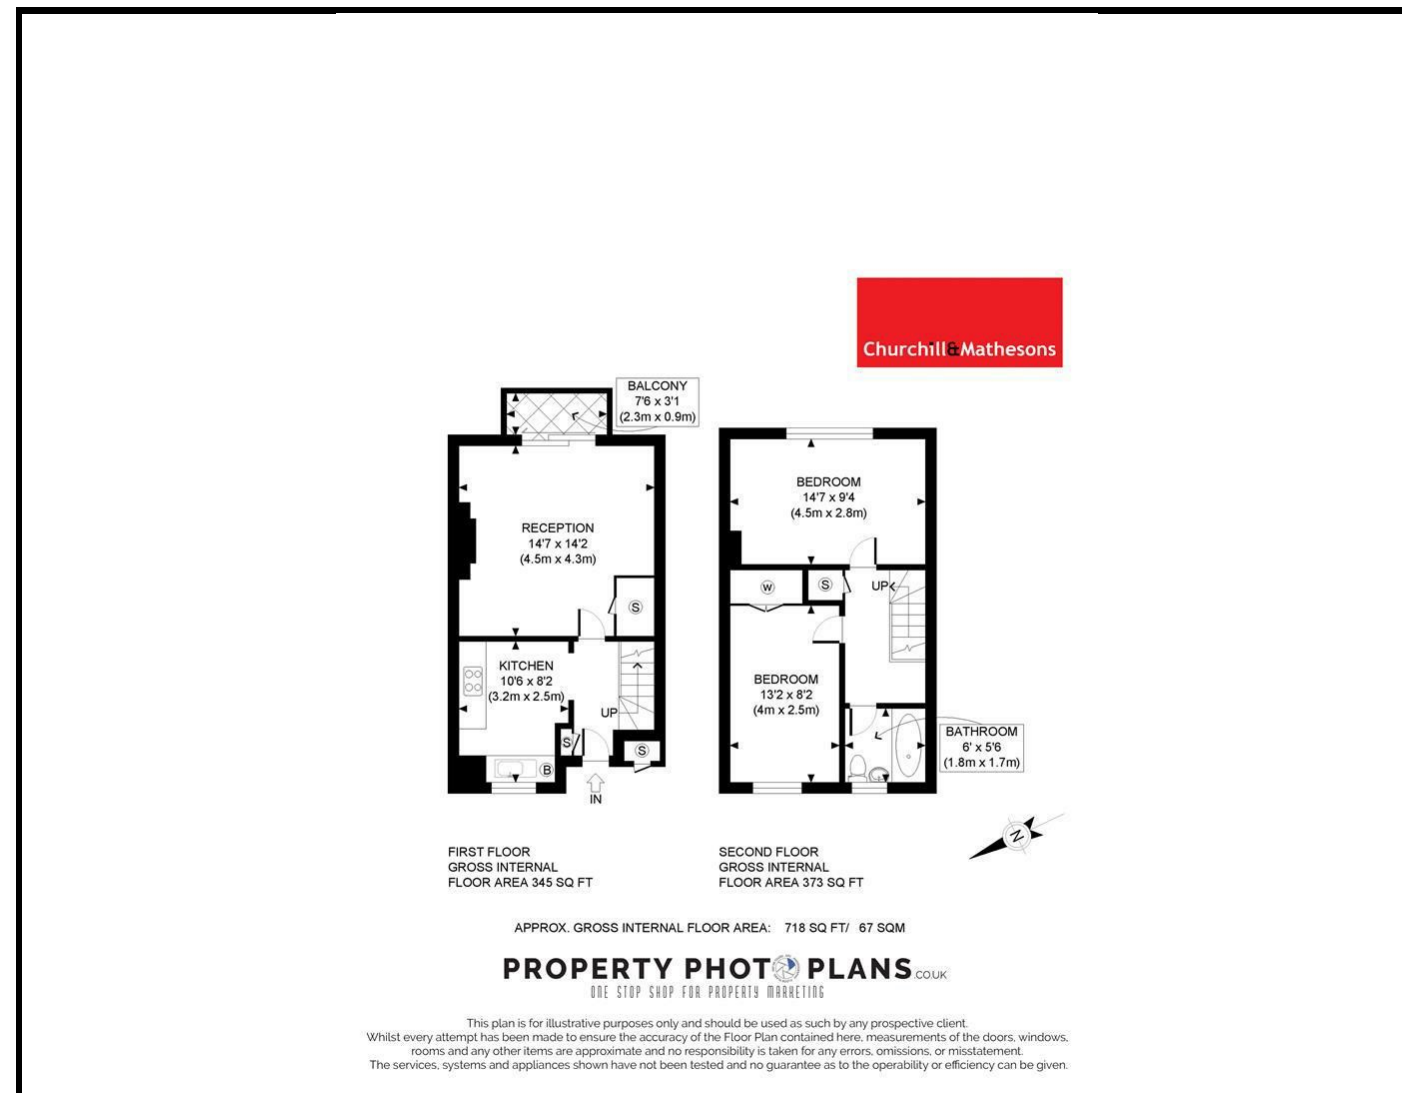 Churchill&Mathesons
BALCONY
7'6 x 3'1
(2.3m x 0.9m)
RECEPTION
14'7 x 14'2
(4.5m x 4.3m)
S
KITCHEN
10'6 x 8'2
(3.2m x 2.5m)
UP
S
S
B
IN
BEDROOM
14'7 x 9'4
(4.5m x 2.8m)
W
S
UP
BEDROOM
13'2 x 8'2
(4m x 2.5m)
BATHROOM
6' x 5'6
(1.8m x 1.7m)
N
FIRST FLOOR
GROSS INTERNAL
FLOOR AREA 345 SQ FT
SECOND FLOOR
GROSS INTERNAL
FLOOR AREA 373 SQ FT
APPROX. GROSS INTERNAL FLOOR AREA: 718 SQ FT/ 67 SQM
PROPERTY PHOTO PLANS.CO.UK
ONE STOP SHOP FOR PROPERTY MARKETING
This plan is for illustrative purposes only and should be used as such by any prospective client.
Whilst every attempt has been made to ensure the accuracy of the Floor Plan contained here, measurements of the doors, windows,
rooms and any other items are approximate and no responsibility is taken for any errors, omissions, or misstatement.
The services, systems and appliances shown have not been tested and no guarantee as to the operability or efficiency can be given.